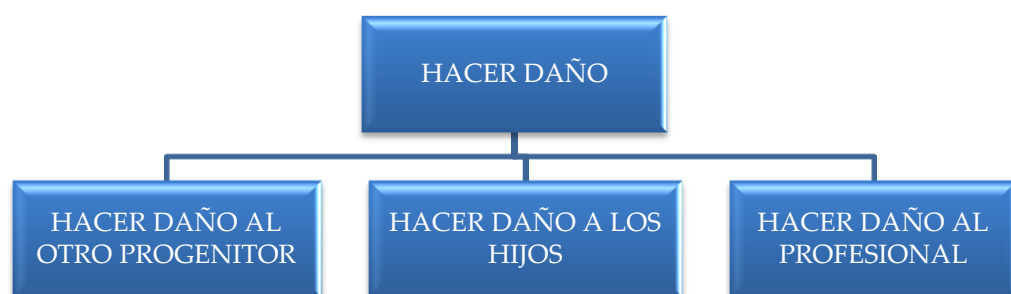 HACER DAÑO
HACER DAÑO AL
OTRO PROGENITOR
HACER DAÑO A LOS
HIJOS
HACER DAÑO AL
PROFESIONAL